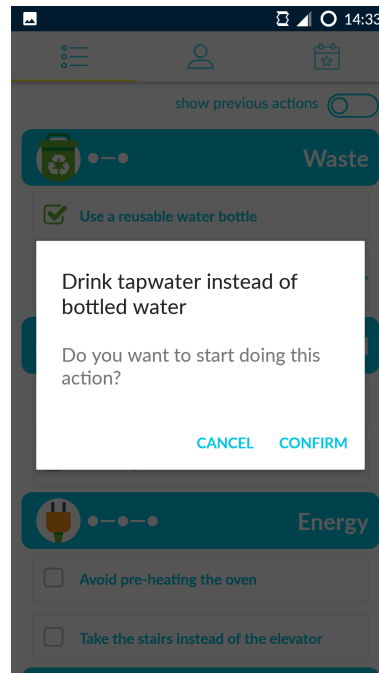 14:33
show previous actions
Waste
Use a reusable water bottle
Drink tapwater instead of
bottled water
Do you want to start doing this
action?
CANCEL CONFIRM
Energy
Avoid pre-heating the oven
Take the stairs instead of the elevator